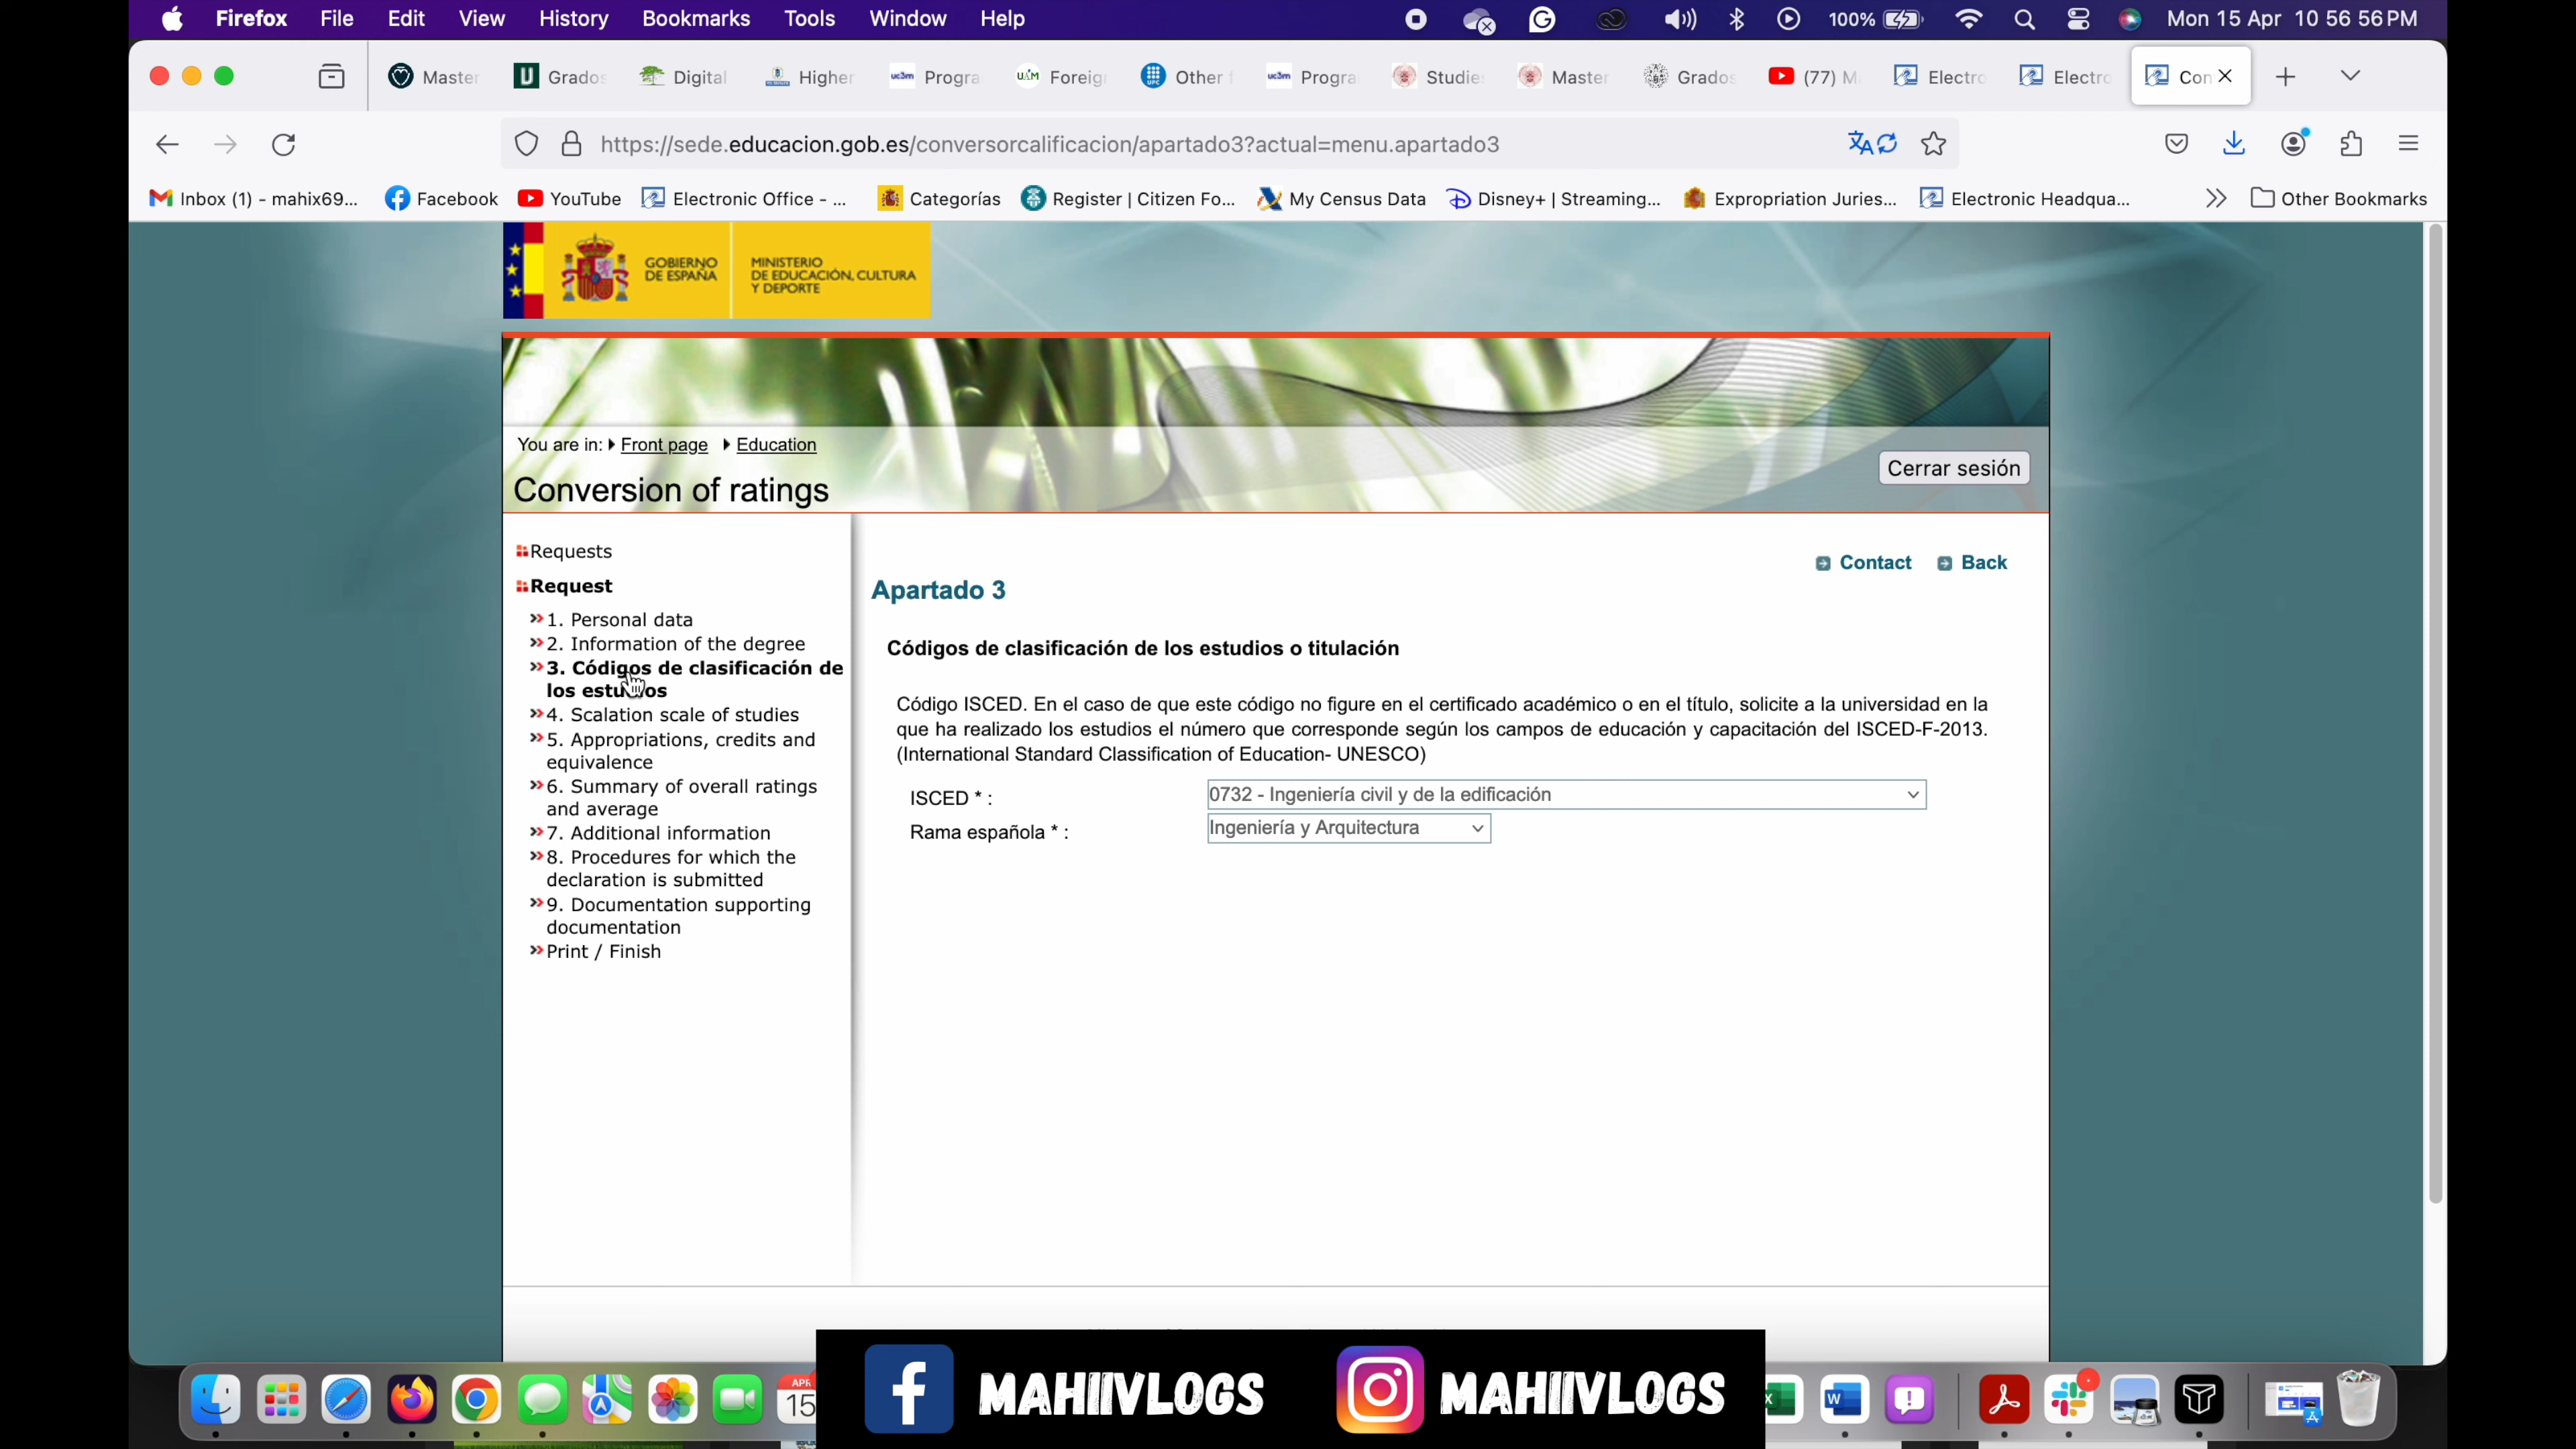 Firefox File Edit View History Bookmarks Tools Window Help 100% Mon 15 Apr 10 56 56 PM
Master Grados Digital Higher uc3m Progra UAM Foreig UPC Other uc3m Progra Studie Master Grados (77) M Electro Electro Con
https://sede.educacion.gob.es/conversorcalificacion/apartado3?actual=menu.apartado3
Inbox (1) - mahix69... Facebook YouTube Electronic Office - ... Categorías Register | Citizen Fo... My Census Data Disney+ | Streaming... Expropriation Juries... Electronic Headqua... Other Bookmarks
GOBIERNO
DE ESPAÑA
MINISTERIO
DE EDUCACIÓN, CULTURA
Y DEPORTE
You are in: Front page Education
Cerrar sesión
Conversion of ratings
Requests
Request
1. Personal data
2. Information of the degree
3. Códigos de clasificación de
los estudios
4. Scalation scale of studies
5. Appropriations, credits and
equivalence
6. Summary of overall ratings
and average
7. Additional information
8. Procedures for which the
declaration is submitted
9. Documentation supporting
documentation
Print / Finish
Contact Back
Apartado 3
Códigos de clasificación de los estudios o titulación
Código ISCED. En el caso de que este código no figure en el certificado académico o en el título, solicite a la universidad en la
que ha realizado los estudios el número que corresponde según los campos de educación y capacitación del ISCED-F-2013.
(International Standard Classification of Education- UNESCO)
ISCED * : 0732 - Ingeniería civil y de la edificación
Rama española * : Ingeniería y Arquitectura
APR
15
MAHIIVLOGS MAHIIVLOGS